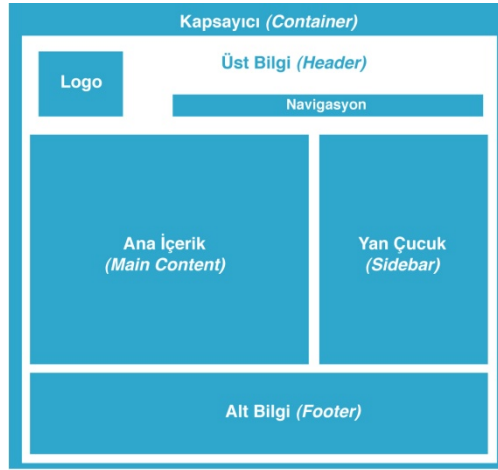 Kapsayıcı (Container)
Üst Bilgi (Header)
Logo
Navigasyon
Ana İçerik
(Main Content)
Yan Çucuk
(Sidebar)
Alt Bilgi (Footer)